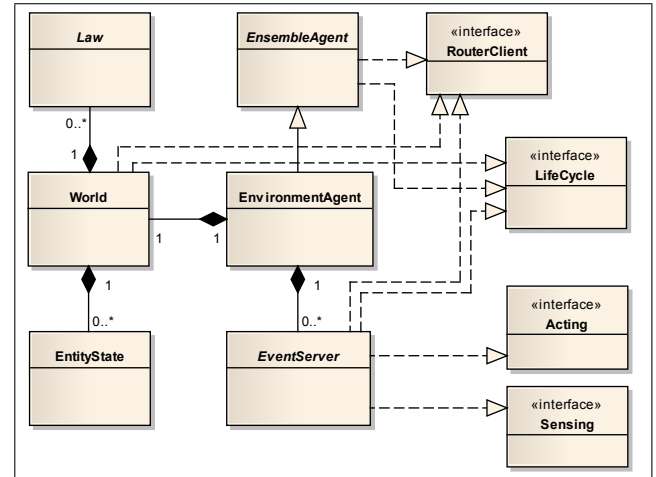 Law
EnsembleAgent
«interface»
RouterClient
0..*
1
«interface»
LifeCycle
World
EnvironmentAgent
1
1
1
1
0..*
0..*
«interface»
Acting
EntityState
EventServer
«interface»
Sensing